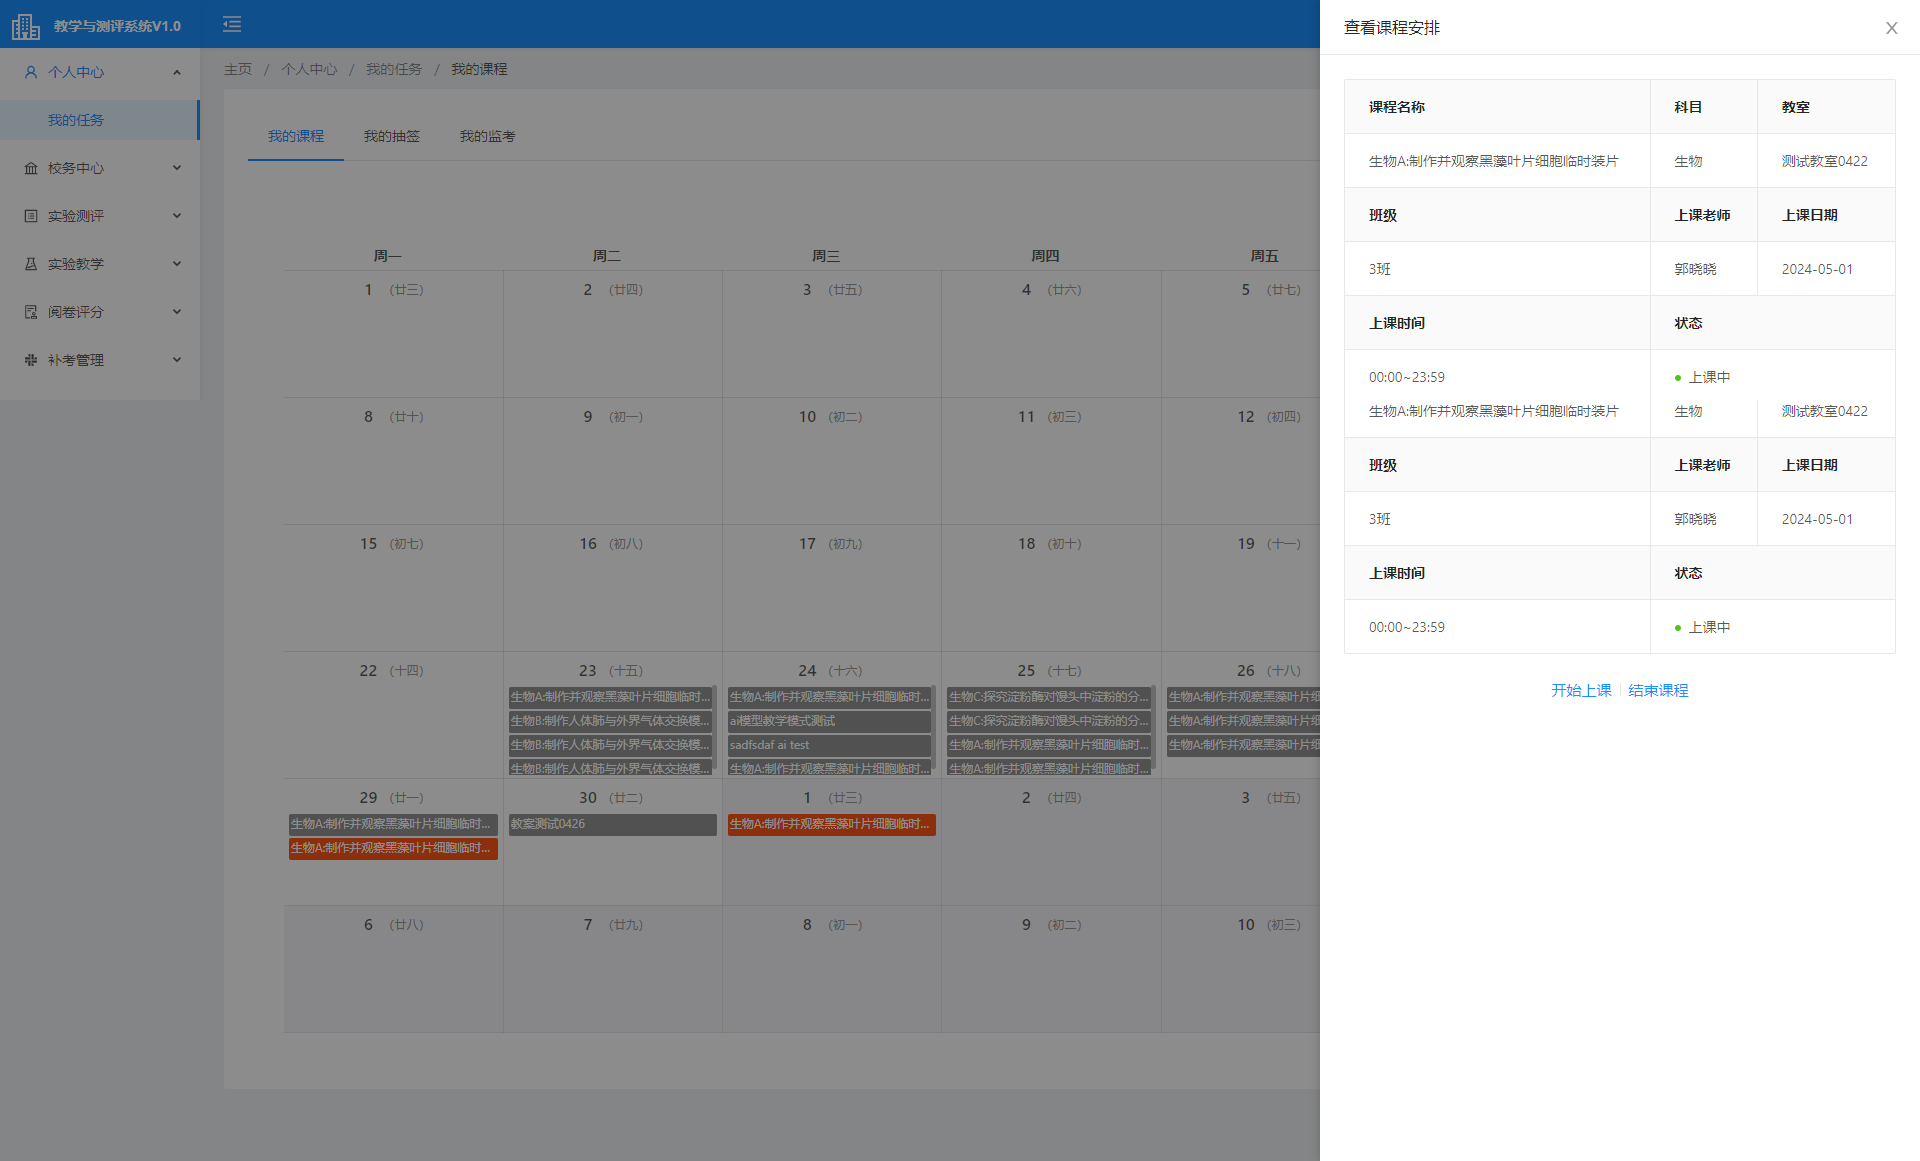 教学与测评系统V1.0
个人中心
我的任务
校务中心
实验测评
实验教学
阅卷评分
补考管理
主页 / 个人中心 / 我的任务 / 我的课程
我的课程 我的抽签 我的监考
周一 周二 周三 周四 周五
1 (廿三) 2 (廿四) 3 (廿五) 4 (廿六) 5 (廿七)
8 (廿十) 9 (初一) 10 (初二) 11 (初三) 12 (初四)
15 (初七) 16 (初八) 17 (初九) 18 (初十) 19 (十一)
22 (十四) 23 (十五) 24 (十六) 25 (十七) 26 (十八)
生物A:制作并观察黑藻叶片细胞临时... 生物A:制作并观察黑藻叶片细胞临时... 生物C:探究淀粉酶对馒头中淀粉的分... 生物A:制作并观察黑藻叶片细
生物B:制作人体肺与外界气体交换模... ai模型教学模式测试 生物C:探究淀粉酶对馒头中淀粉的分... 生物A:制作并观察黑藻叶片细
生物B:制作人体肺与外界气体交换模... sadfsdaf ai test 生物A:制作并观察黑藻叶片细胞临时... 生物A:制作并观察黑藻叶片细
生物B:制作人体肺与外界气体交换模... 生物A:制作并观察黑藻叶片细胞临时... 生物A:制作并观察黑藻叶片细胞临时...
29 (廿一) 30 (廿二) 1 (廿三) 2 (廿四) 3 (廿五)
生物A:制作并观察黑藻叶片细胞临时... 教案测试0426 生物A:制作并观察黑藻叶片细胞临时...
生物A:制作并观察黑藻叶片细胞临时...
6 (廿八) 7 (廿九) 8 (初一) 9 (初二) 10 (初三)
查看课程安排 X
课程名称 科目 教室
生物A:制作并观察黑藻叶片细胞临时装片 生物 测试教室0422
班级 上课老师 上课日期
3班 郭晓晓 2024-05-01
上课时间 状态
00:00~23:59 上课中
生物A:制作并观察黑藻叶片细胞临时装片 生物 测试教室0422
班级 上课老师 上课日期
3班 郭晓晓 2024-05-01
上课时间 状态
00:00~23:59 上课中
开始上课 结束课程